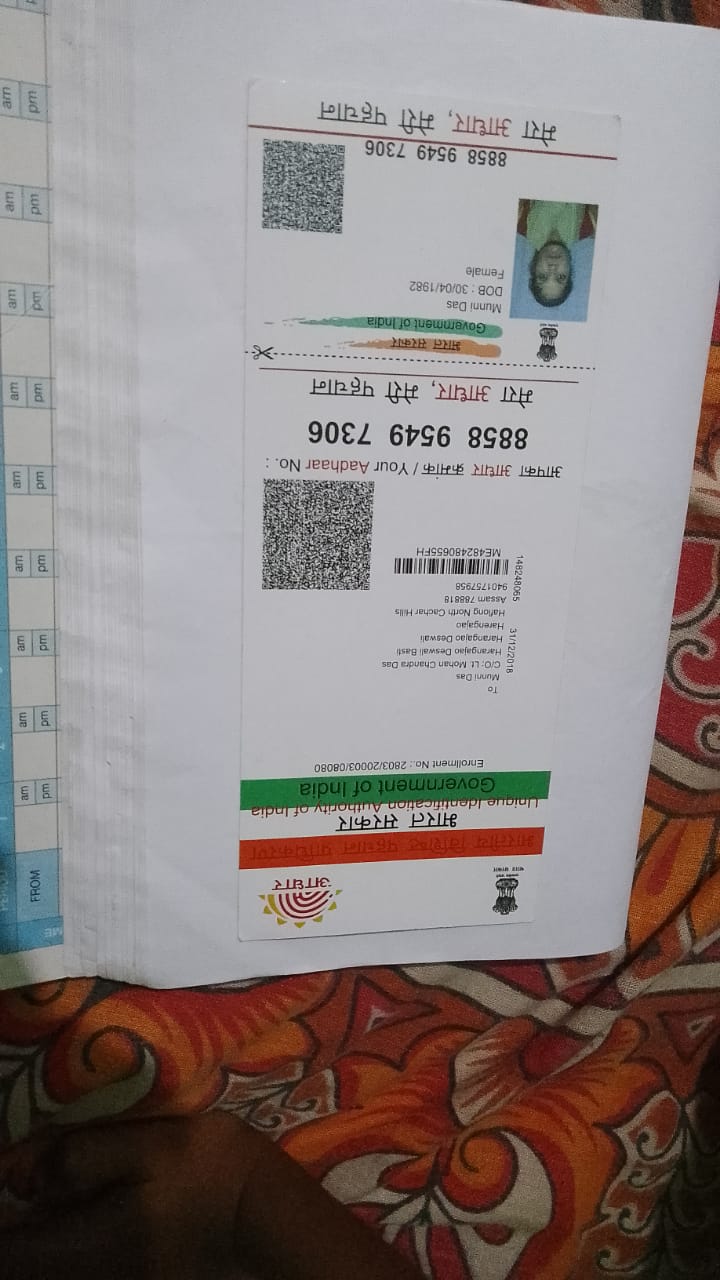 भारत सरकार
आधार
भारतीय विशिष्ट पहचान प्राधिकरण
भारत सरकार
Unique Identification Authority of India
Government of India
Enrollment No.: 2803/20003/08080
To
Munni Das
C/O: Lt. Mohan Chandra Das
Harangajao Deswali Basti
Harangajao Deswali
Harengajao
Haflong North Cachar Hills
Assam 788818
9401757958
31/12/2018
148248065
ME482480655FH
आपका आधार क्रमांक / Your Aadhaar No. :
8858 9549 7306
मेरा आधार, मेरी पहचान
भारत सरकार
Government of India
Munni Das
DOB : 30/04/1982
Female
8858 9549 7306
मेरा आधार, मेरी पहचान
FROM
am pm
am pm
am pm
am pm
am pm
am pm
am pm
am pm
am pm